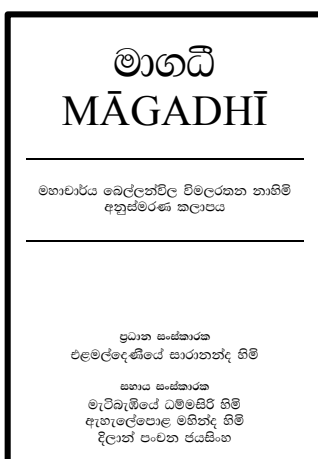 මාගධී
MĀGADHĪ
මහාචාර්ය බෙල්ලන්විල විමලරතන නාහිමි
අනුස්මරණ කලාපය
ප්‍රධාන සංස්කාරක
එළමල්දෙණියේ සාරානන්ද හිමි
සහාය සංස්කාරක
මැටිබැඹියේ ධම්මසිරි හිමි
ඇහැලේපොළ මහින්ද හිමි
දිලාන් පංචන ජයසිංහ